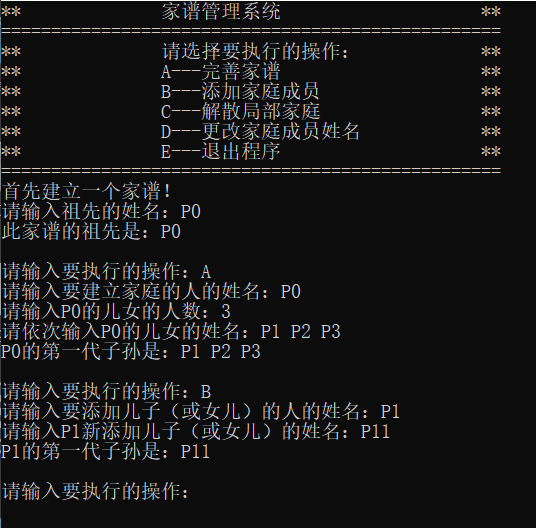 **              家谱管理系统                    **
==================================================
**              请选择要执行的操作：            **
**              A---完善家谱                    **
**              B---添加家庭成员                **
**              C---解散局部家庭                **
**              D---更改家庭成员姓名            **
**              E---退出程序                    **
==================================================
首先建立一个家谱!
请输入祖先的姓名：P0
此家谱的祖先是：P0
请输入要执行的操作：A
请输入要建立家庭的人的姓名：P0
请输入P0的儿女的人数：3
请依次输入P0的儿女的姓名：P1 P2 P3
P0的第一代子孙是：P1 P2 P3
请输入要执行的操作：B
请输入要添加儿子（或女儿）的人的姓名：P1
请输入P1新添加儿子（或女儿）的姓名：P11
P1的第一代子孙是：P11
请输入要执行的操作：